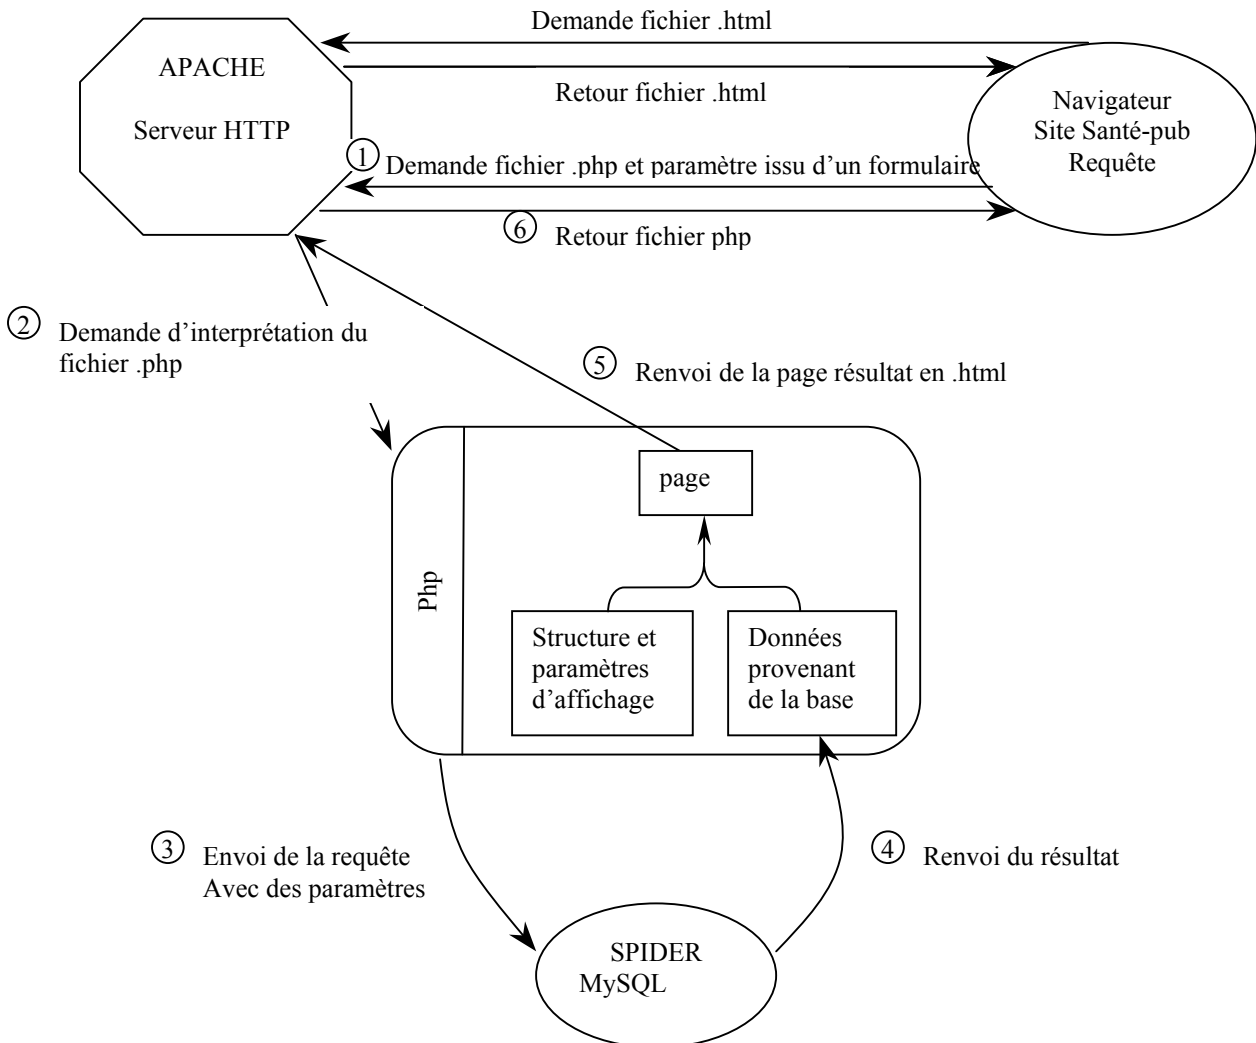 Demande fichier .html
APACHE
Serveur HTTP
Retour fichier .html
Navigateur
Site Santé-pub
Requête
1
Demande fichier .php et paramètre issu d'un formulaire
6
Retour fichier php
2
Demande d'interprétation du
fichier .php
5
Renvoi de la page résultat en .html
page
Php
Structure et
paramètres
d'affichage
Données
provenant
de la base
3
Envoi de la requête
Avec des paramètres
4
Renvoi du résultat
SPIDER
MySQL